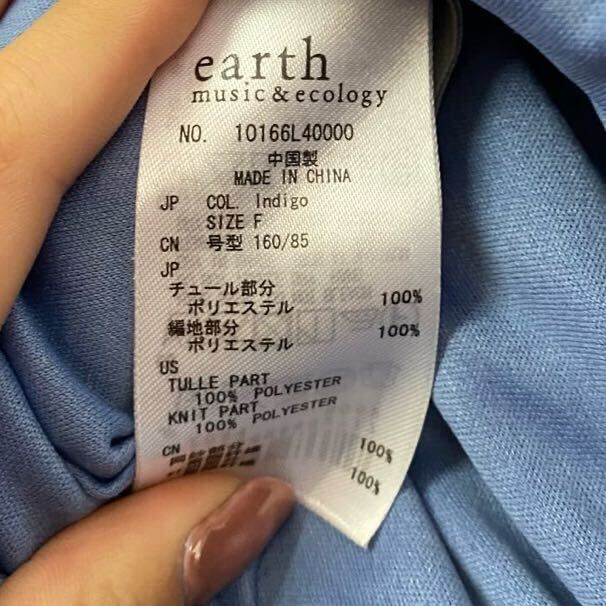 earth
music & ecology
NO. 10166L40000
中国製
MADE IN CHINA
JP COL. Indigo
SIZE F
CN 号型 160/85
JP
チュール部分
ポリエステル 100%
編地部分
ポリエステル 100%
US
TULLE PART
100% POLYESTER
KNIT PART
100% POLYESTER
CN
100%
100%